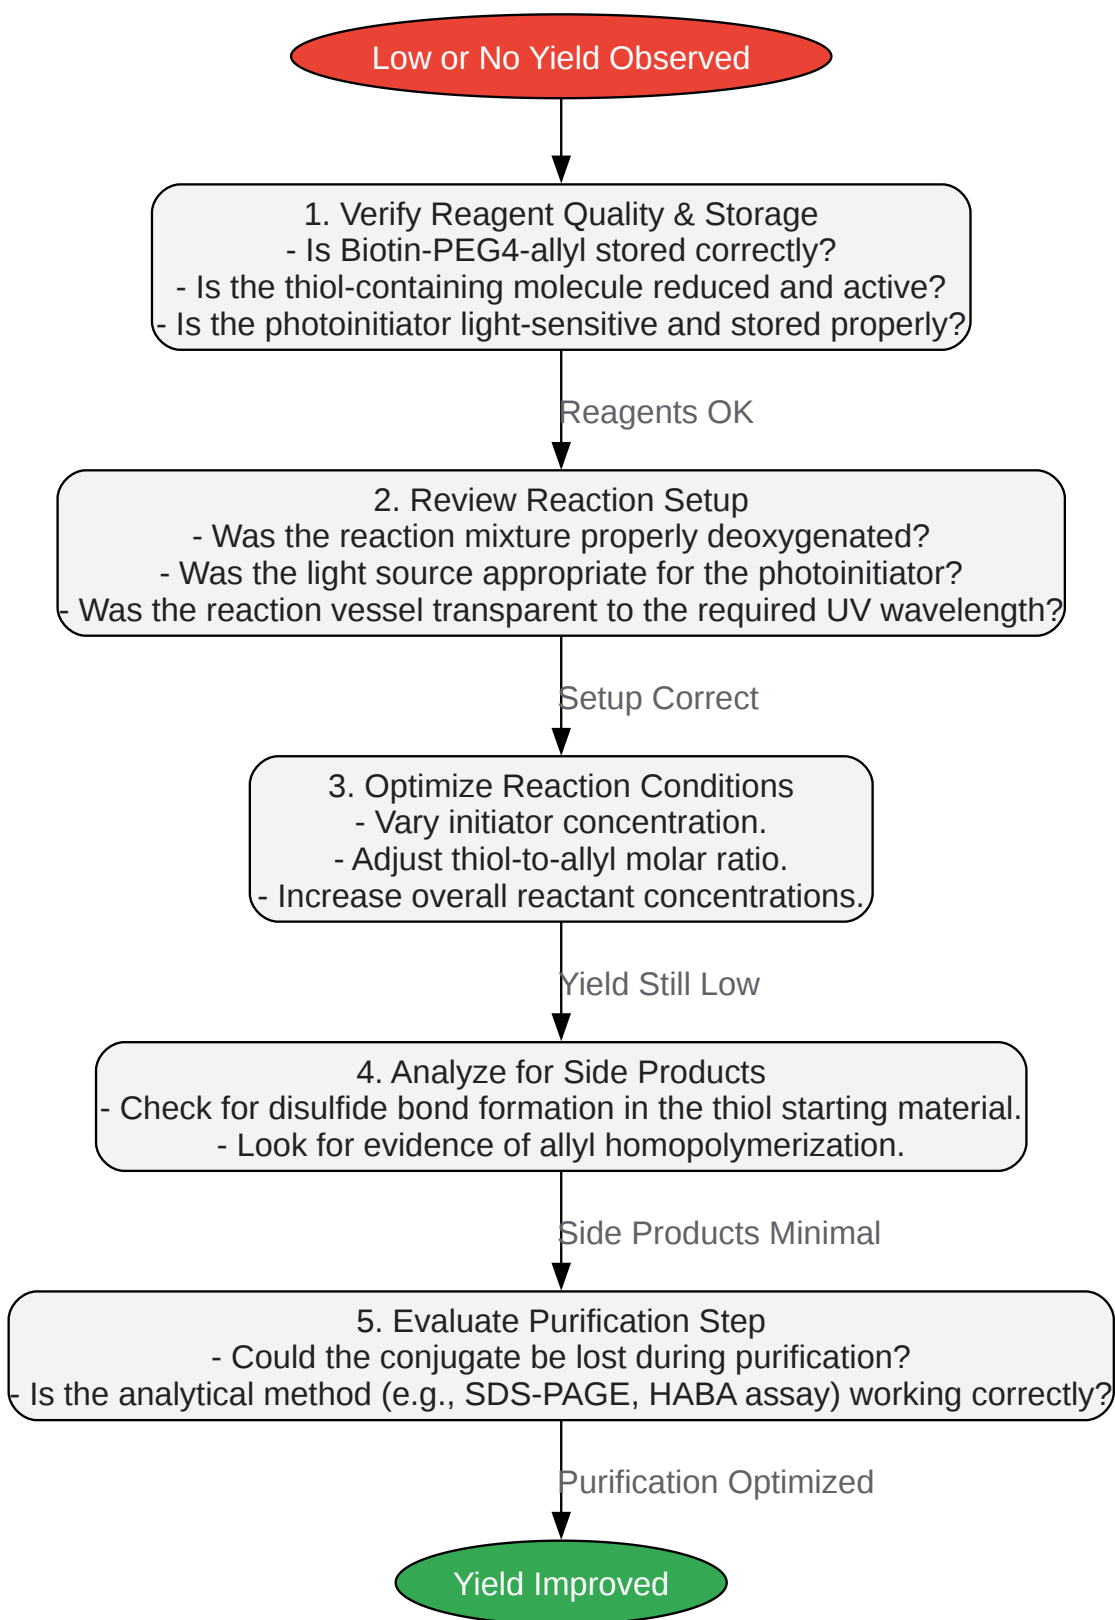 Low or No Yield Observed
1. Verify Reagent Quality & Storage
- Is Biotin-PEG4-allyl stored correctly?
- Is the thiol-containing molecule reduced and active?
- Is the photoinitiator light-sensitive and stored properly?
Reagents OK
2. Review Reaction Setup
- Was the reaction mixture properly deoxygenated?
- Was the light source appropriate for the photoinitiator?
- Was the reaction vessel transparent to the required UV wavelength?
Setup Correct
3. Optimize Reaction Conditions
- Vary initiator concentration.
- Adjust thiol-to-allyl molar ratio.
- Increase overall reactant concentrations.
Yield Still Low
4. Analyze for Side Products
- Check for disulfide bond formation in the thiol starting material.
- Look for evidence of allyl homopolymerization.
Side Products Minimal
5. Evaluate Purification Step
- Could the conjugate be lost during purification?
- Is the analytical method (e.g., SDS-PAGE, HABA assay) working correctly?
Purification Optimized
Yield Improved